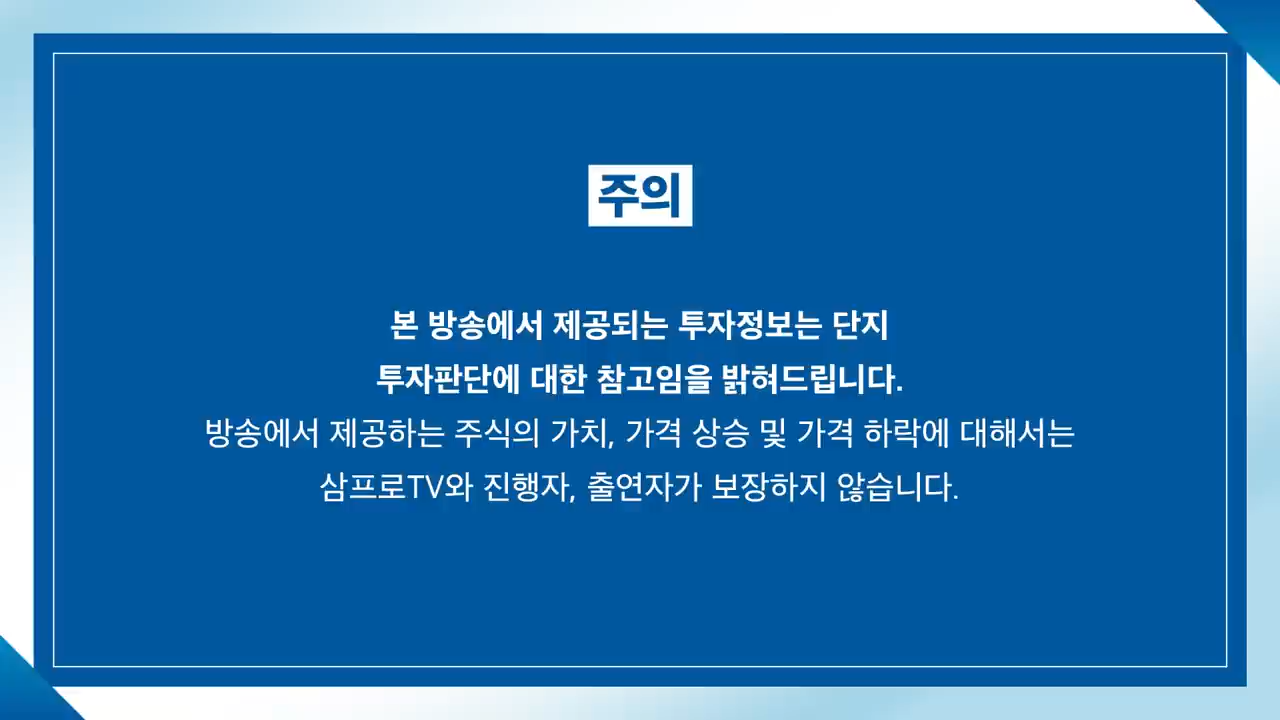 주의
본 방송에서 제공되는 투자정보는 단지
투자판단에 대한 참고임을 밝혀드립니다.
방송에서 제공하는 주식의 가치, 가격 상승 및 가격 하락에 대해서는
삼프로TV와 진행자, 출연자가 보장하지 않습니다.